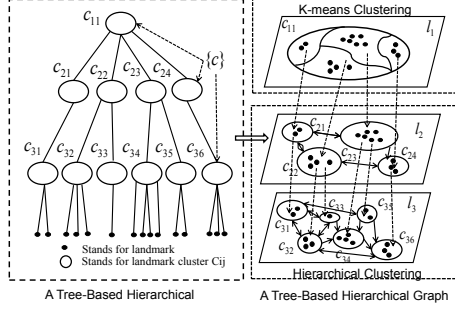 c11
c21
c22
c23
c24
{c}
c31
c32
c33
c34
c35
c36
Stands for landmark
Stands for landmark cluster Cij
A Tree-Based Hierarchical
K-means Clustering
c11
l1
c21
l2
c22
c23
c24
c33
c35
l3
c31
c32
c34
c36
Hierarchical Clustering
A Tree-Based Hierarchical Graph